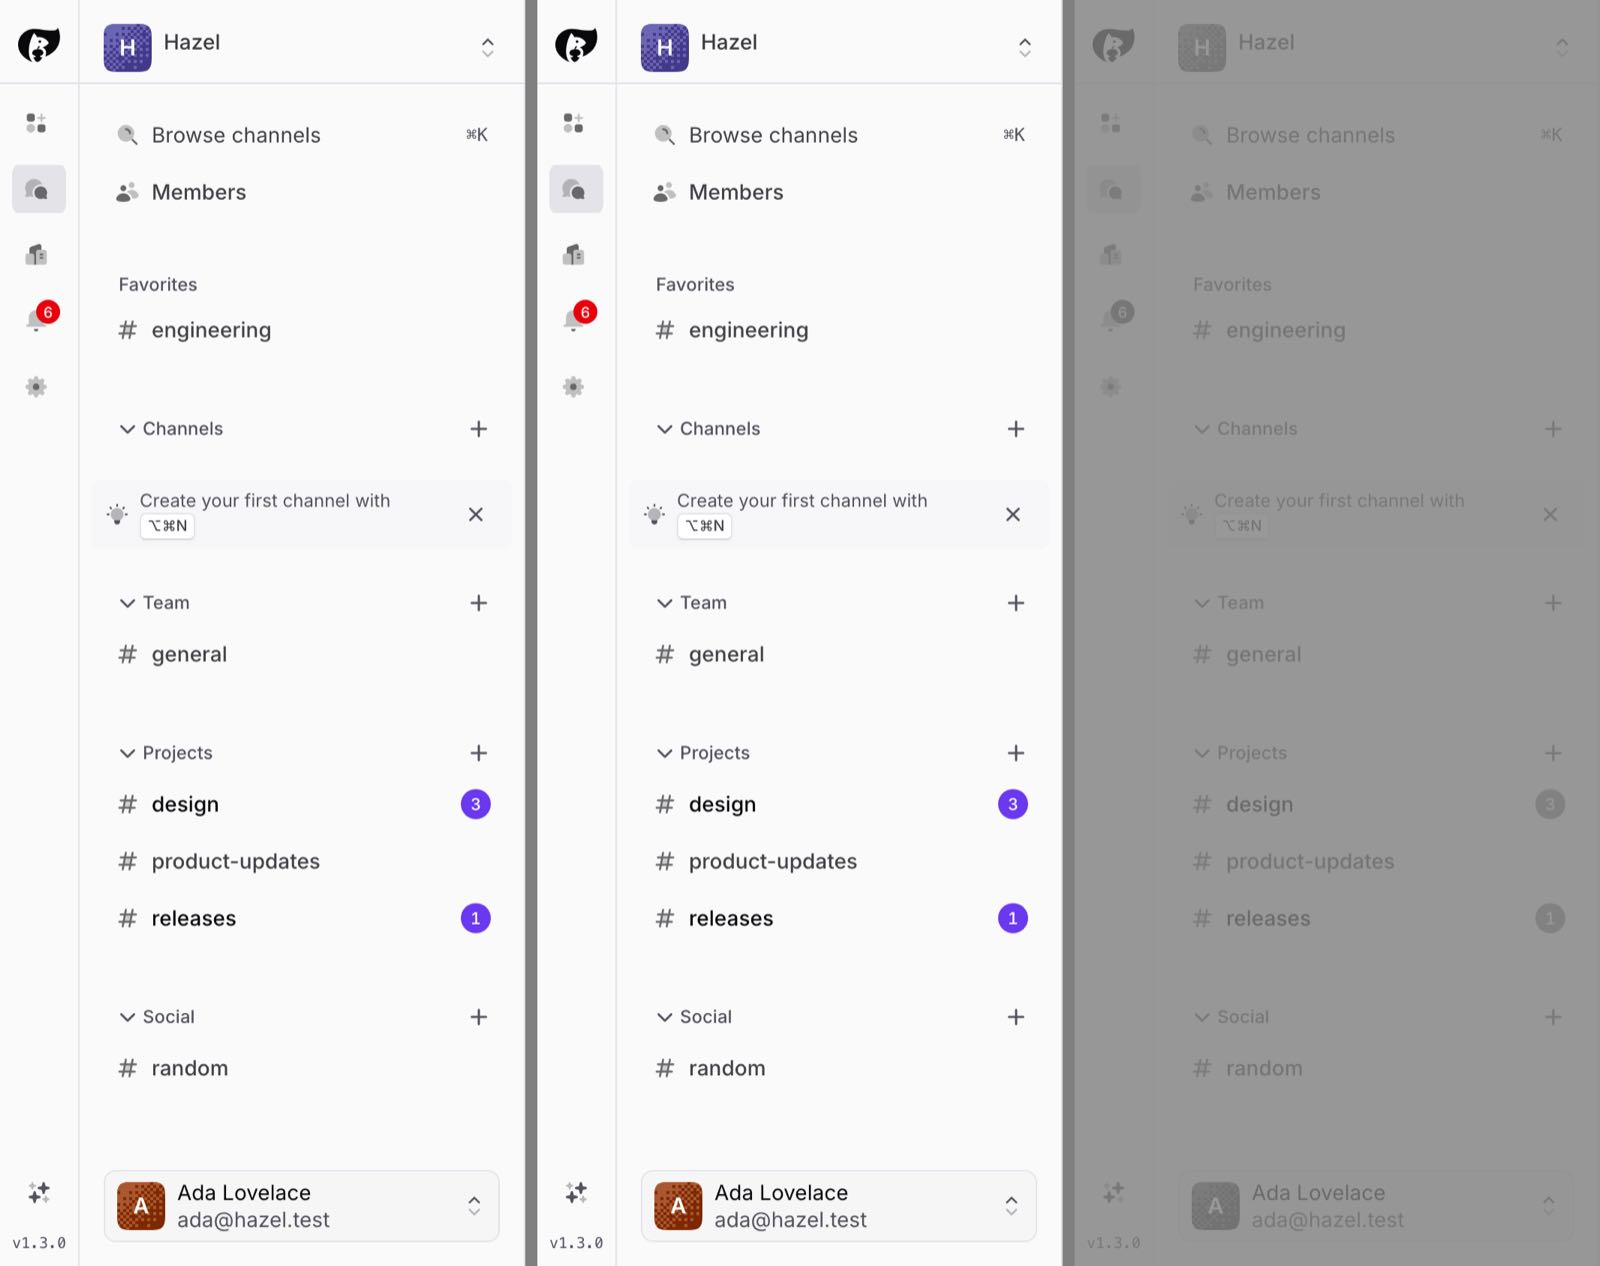 H Hazel
Browse channels ⌘K
Members
Favorites
6
# engineering
Channels
Create your first channel with
⌥⌘N
Team
# general
Projects
# design 3
# product-updates
# releases 1
Social
# random
A Ada Lovelace
ada@hazel.test
v1.3.0
H Hazel
Browse channels ⌘K
Members
Favorites
6
# engineering
Channels
Create your first channel with
⌥⌘N
Team
# general
Projects
# design 3
# product-updates
# releases 1
Social
# random
A Ada Lovelace
ada@hazel.test
v1.3.0
H Hazel
Browse channels ⌘K
Members
Favorites
6
# engineering
Channels
Create your first channel with
⌥⌘N
Team
# general
Projects
# design 3
# product-updates
# releases 1
Social
# random
A Ada Lovelace
ada@hazel.test
v1.3.0